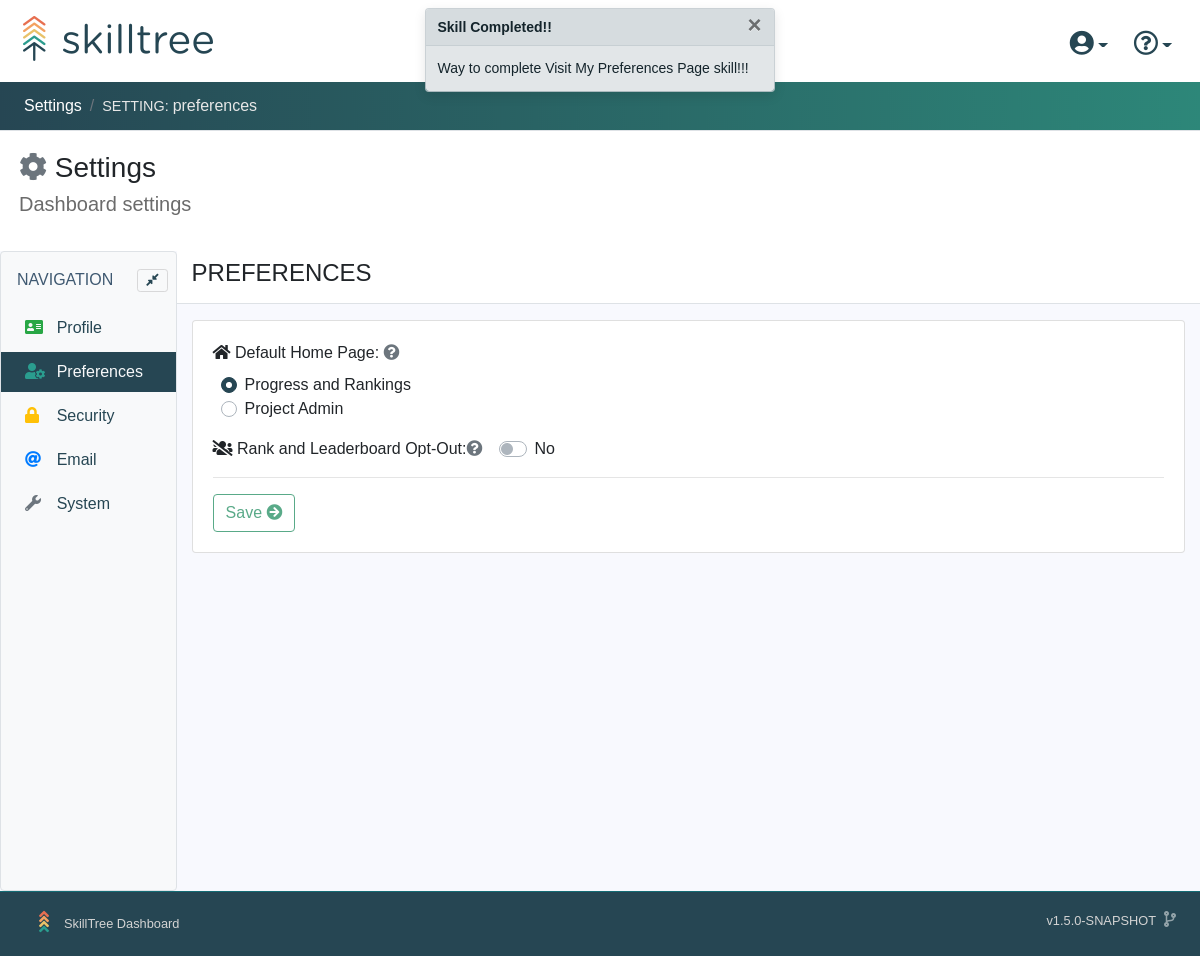 skilltree
Skill Completed!!
Way to complete Visit My Preferences Page skill!!!
Settings / SETTING: preferences
Settings
Dashboard settings
NAVIGATION
Profile
Preferences
Security
Email
System
PREFERENCES
Default Home Page:
Progress and Rankings
Project Admin
Rank and Leaderboard Opt-Out: No
Save
SkillTree Dashboard
v1.5.0-SNAPSHOT